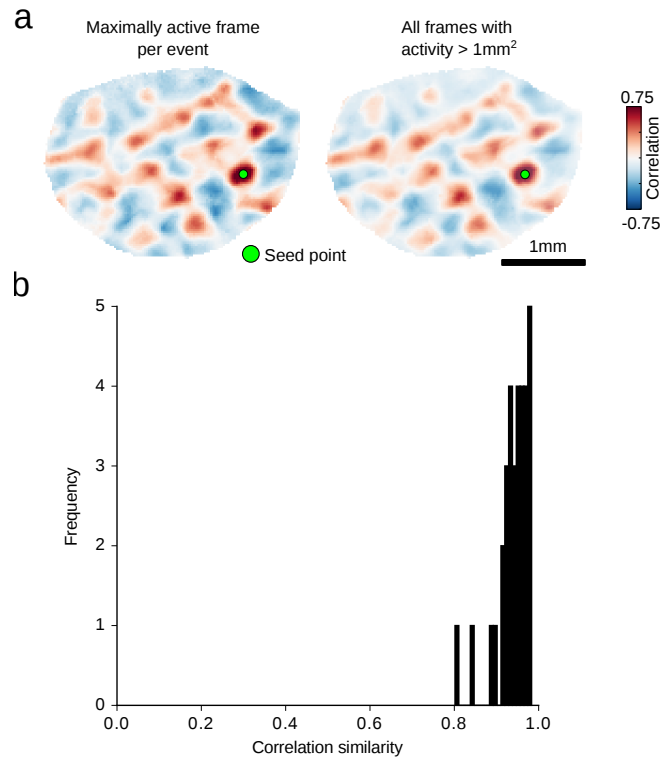 a
Maximally active frame
per event
All frames with
activity > 1mm²
0.75
Correlation
-0.75
Seed point
1mm
b
5
4
3
2
1
0
Frequency
0.0 0.2 0.4 0.6 0.8 1.0
Correlation similarity